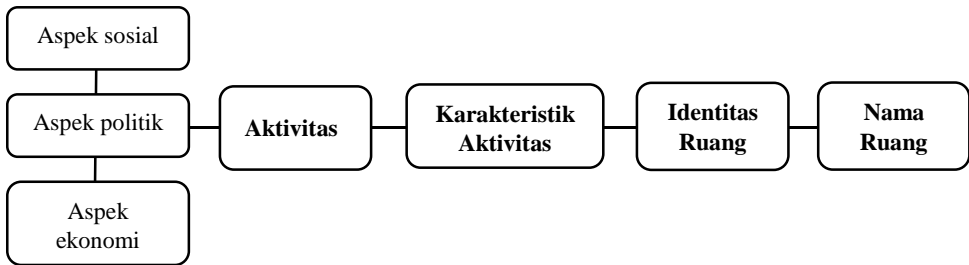 Aspek sosial
Aspek politik
Aspek
ekonomi
Aktivitas
Karakteristik
Aktivitas
Identitas
Ruang
Nama
Ruang